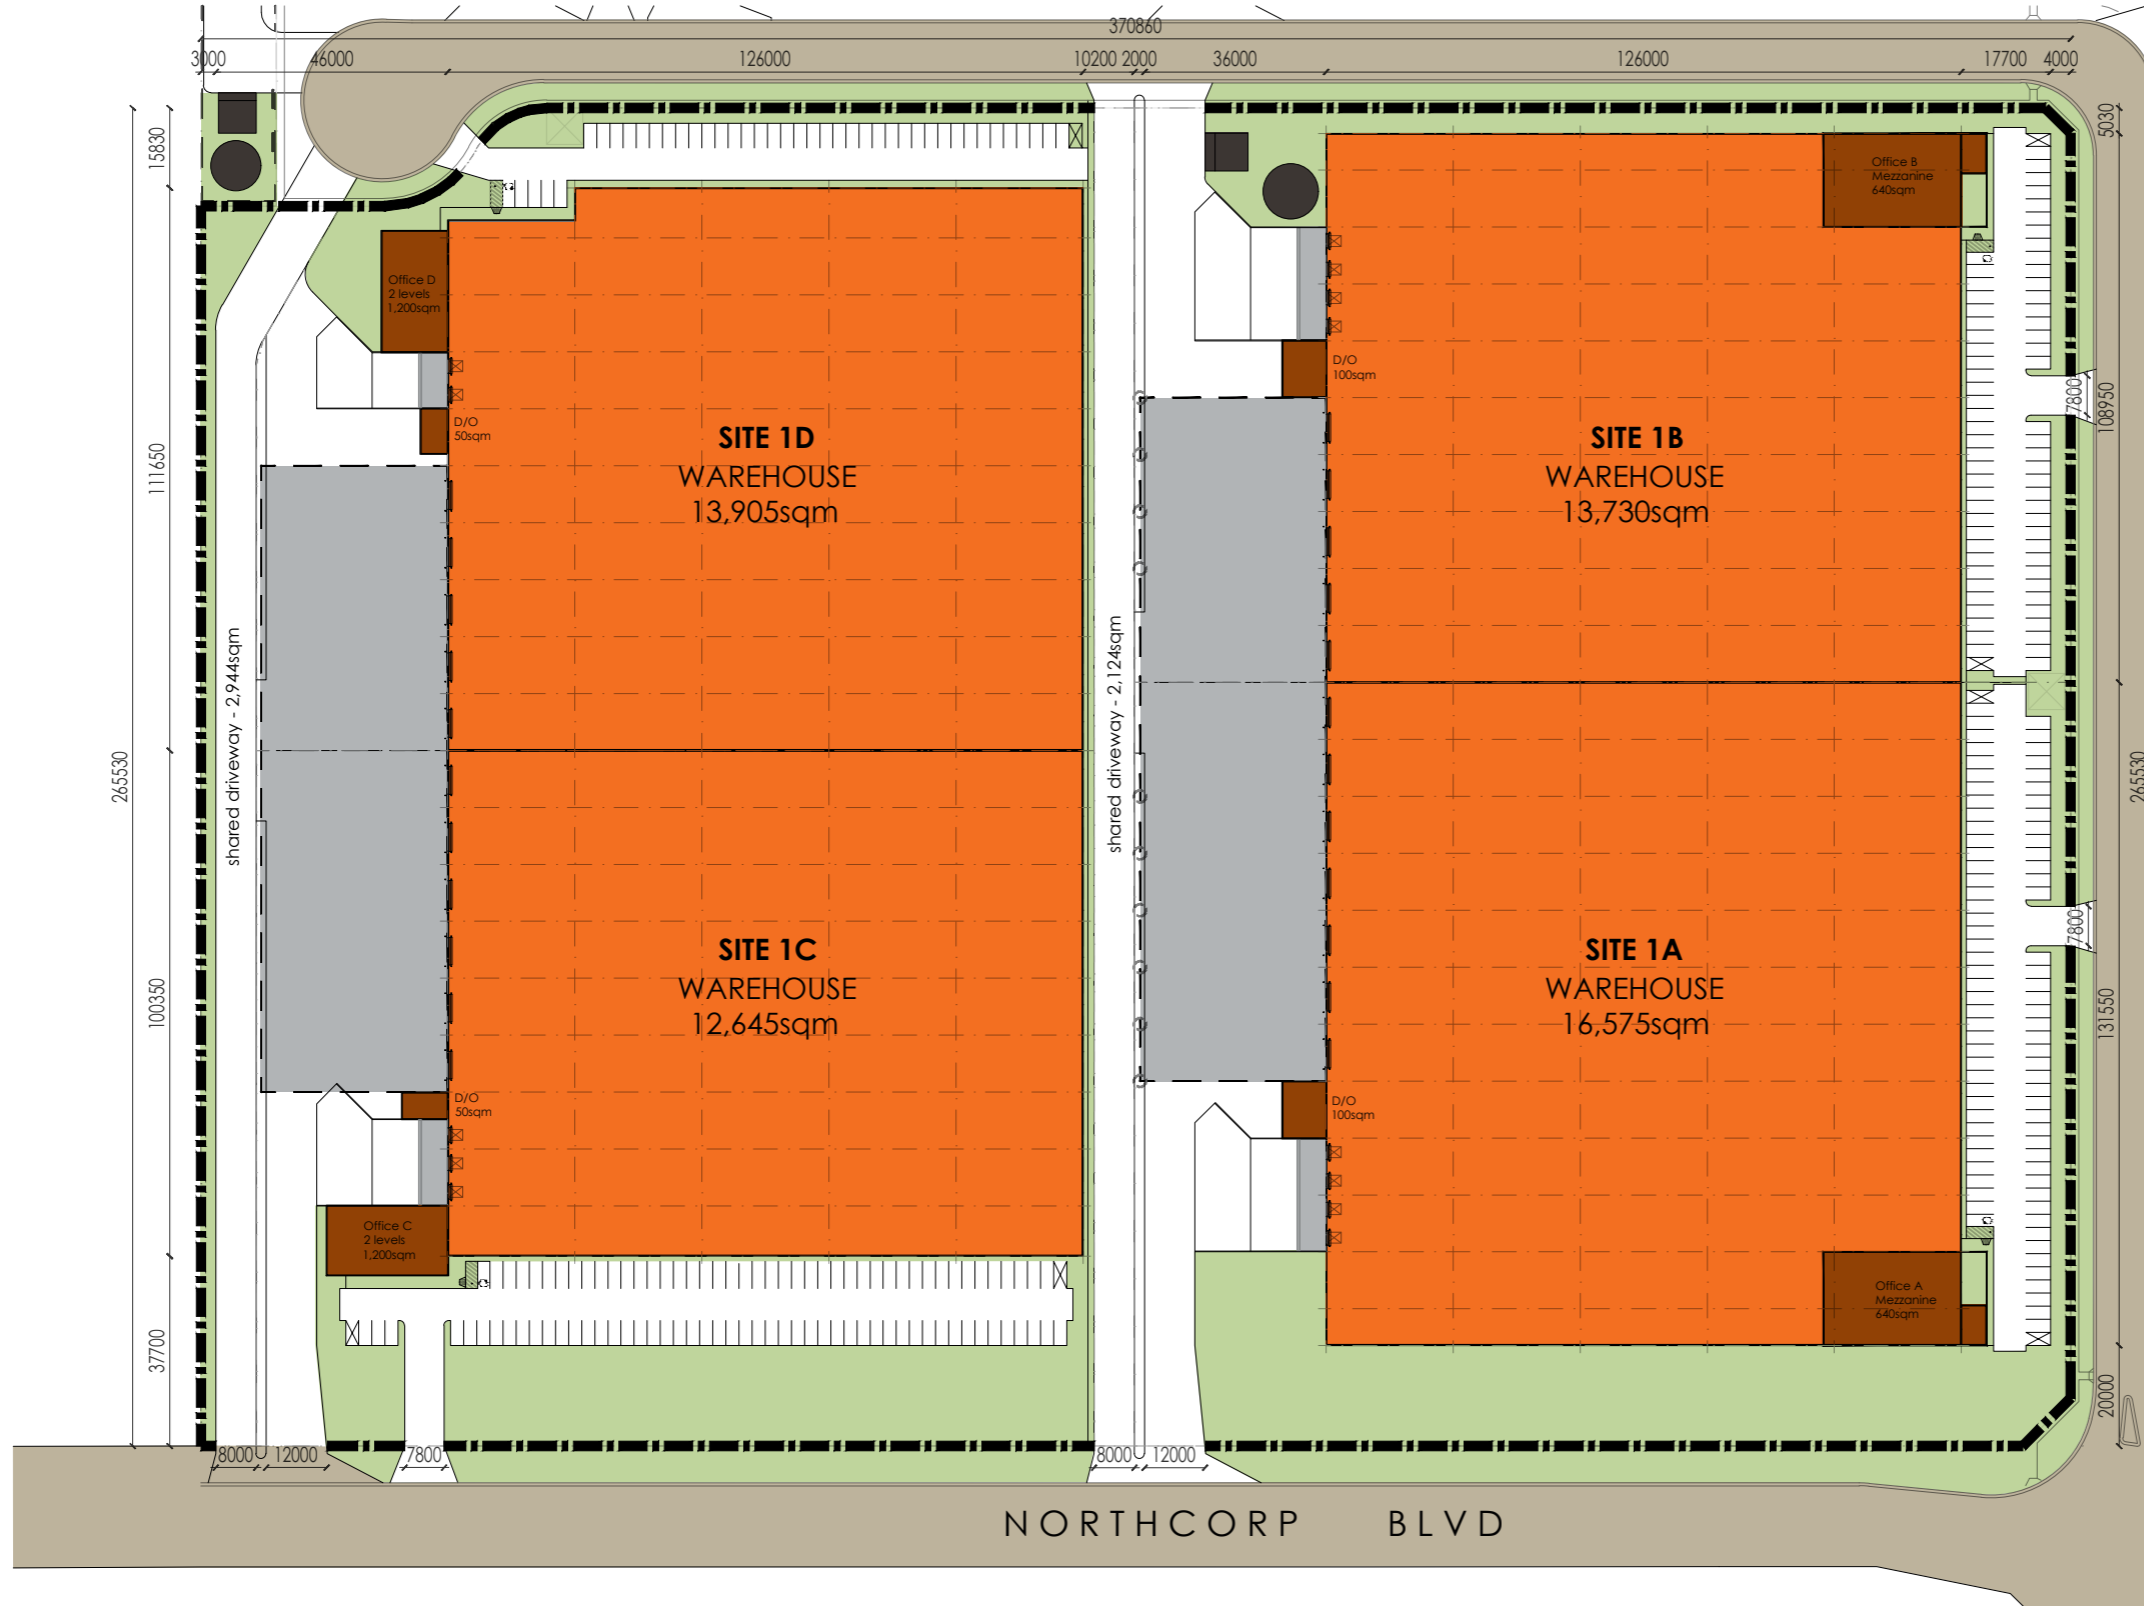 370860
3000
46000
126000
10200
2000
36000
126000
17700
4000
15830
5030
Office B
Mezzanine
640sqm
Office D
2 levels
1,200sqm
D/O
50sqm
D/O
100sqm
7800
108950
SITE 1D
WAREHOUSE
13,905sqm
SITE 1B
WAREHOUSE
13,730sqm
111650
shared driveway - 2,944sqm
shared driveway - 2,124sqm
265530
265530
7800
SITE 1C
WAREHOUSE
12,645sqm
SITE 1A
WAREHOUSE
16,575sqm
100350
131550
D/O
50sqm
D/O
100sqm
Office C
2 levels
1,200sqm
Office A
Mezzanine
640sqm
37700
20000
8000
12000
7800
8000
12000
NORTHCORP BLVD